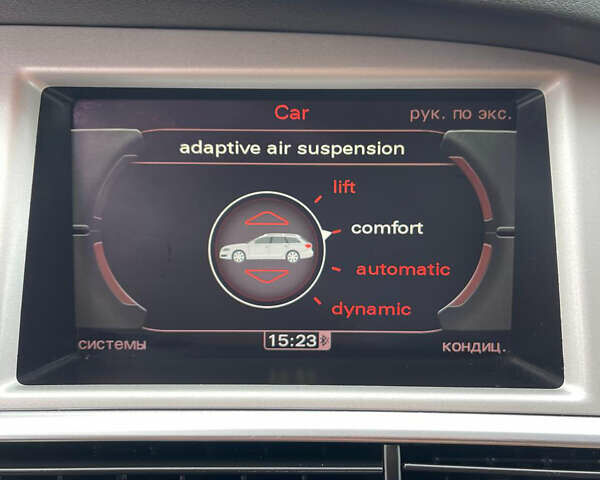 Car
рук. по экс.
adaptive air suspension
lift
comfort
automatic
dynamic
системы
15:23
кондиц.